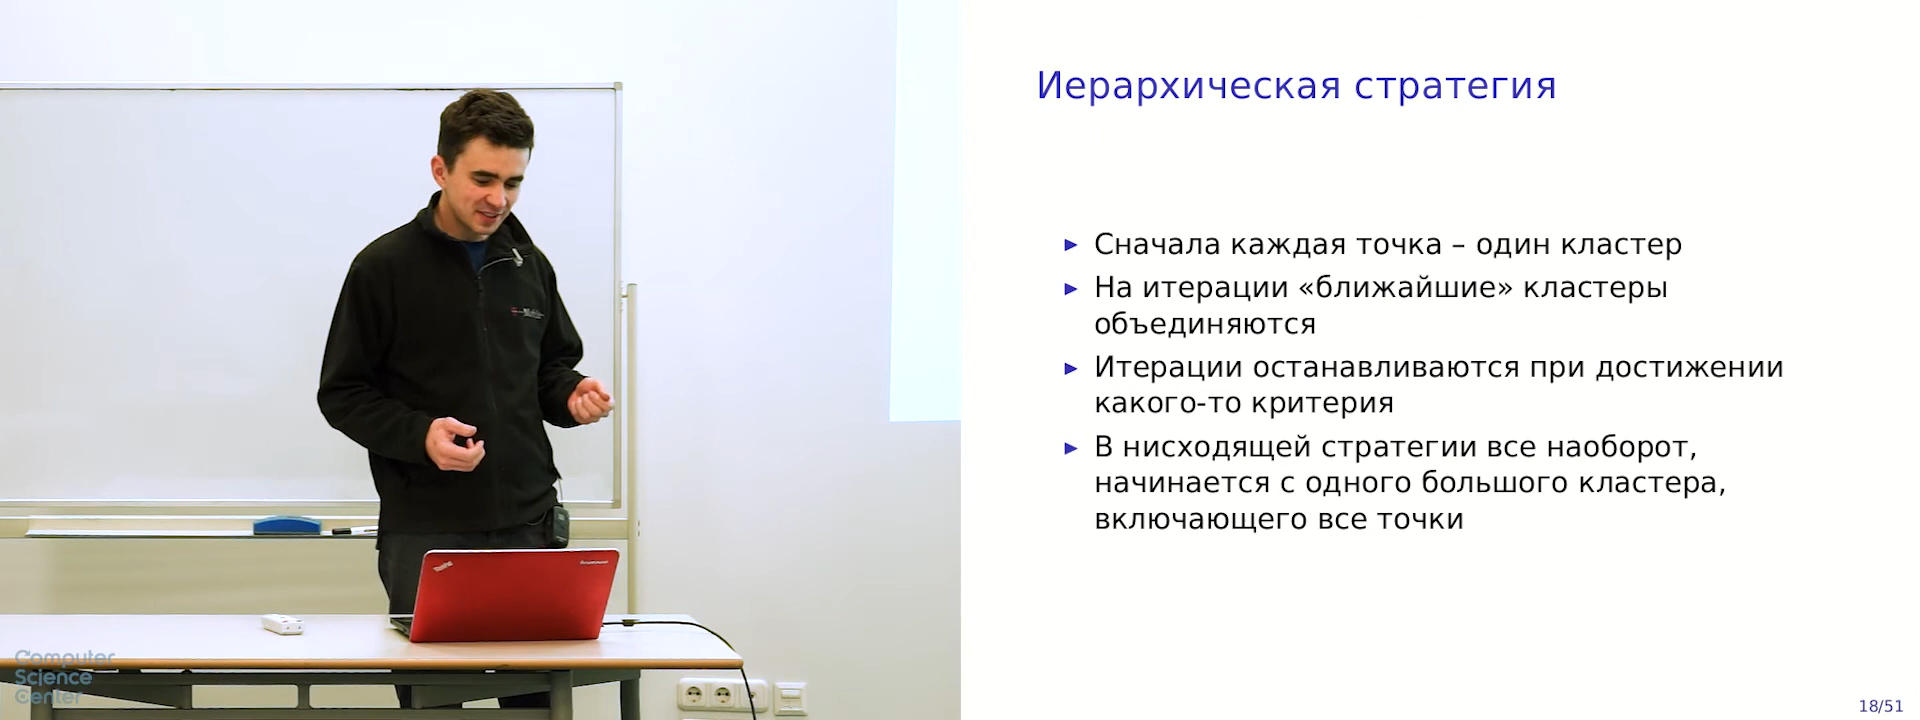 Иерархическая стратегия
Сначала каждая точка – один кластер
На итерации «ближайшие» кластеры
объединяются
Итерации останавливаются при достижении
какого-то критерия
В нисходящей стратегии все наоборот,
начинается с одного большого кластера,
включающего все точки
18/51
Computer
Science
Center